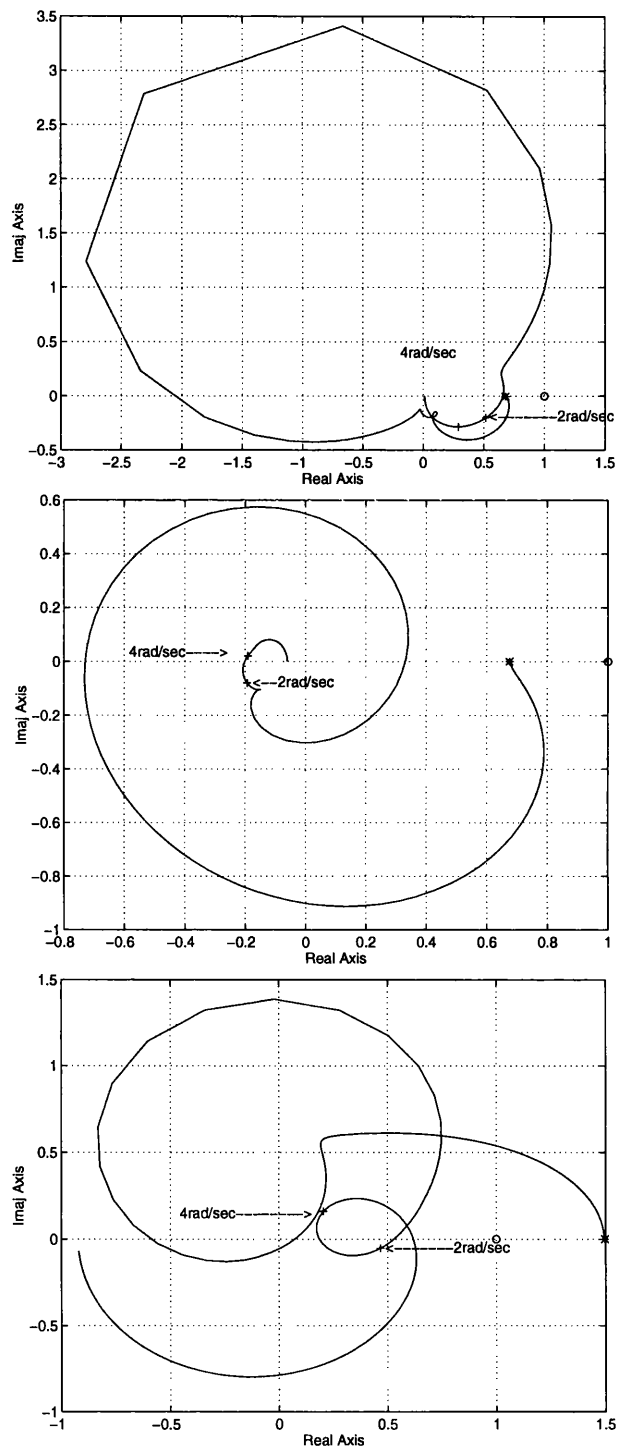 3.5
3
2.5
2
1.5
1
0.5
0
−0.5
Imaj Axis
4rad/sec
2rad/sec
−3 −2.5 −2 −1.5 −1 −0.5 0 0.5 1 1.5
Real Axis
0.6
0.4
0.2
0
−0.2
−0.4
−0.6
−0.8
−1
Imaj Axis
4rad/sec
2rad/sec
−0.8 −0.6 −0.4 −0.2 0 0.2 0.4 0.6 0.8 1
Real Axis
1.5
1
0.5
0
−0.5
−1
Imaj Axis
4rad/sec
2rad/sec
−1 −0.5 0 0.5 1 1.5
Real Axis